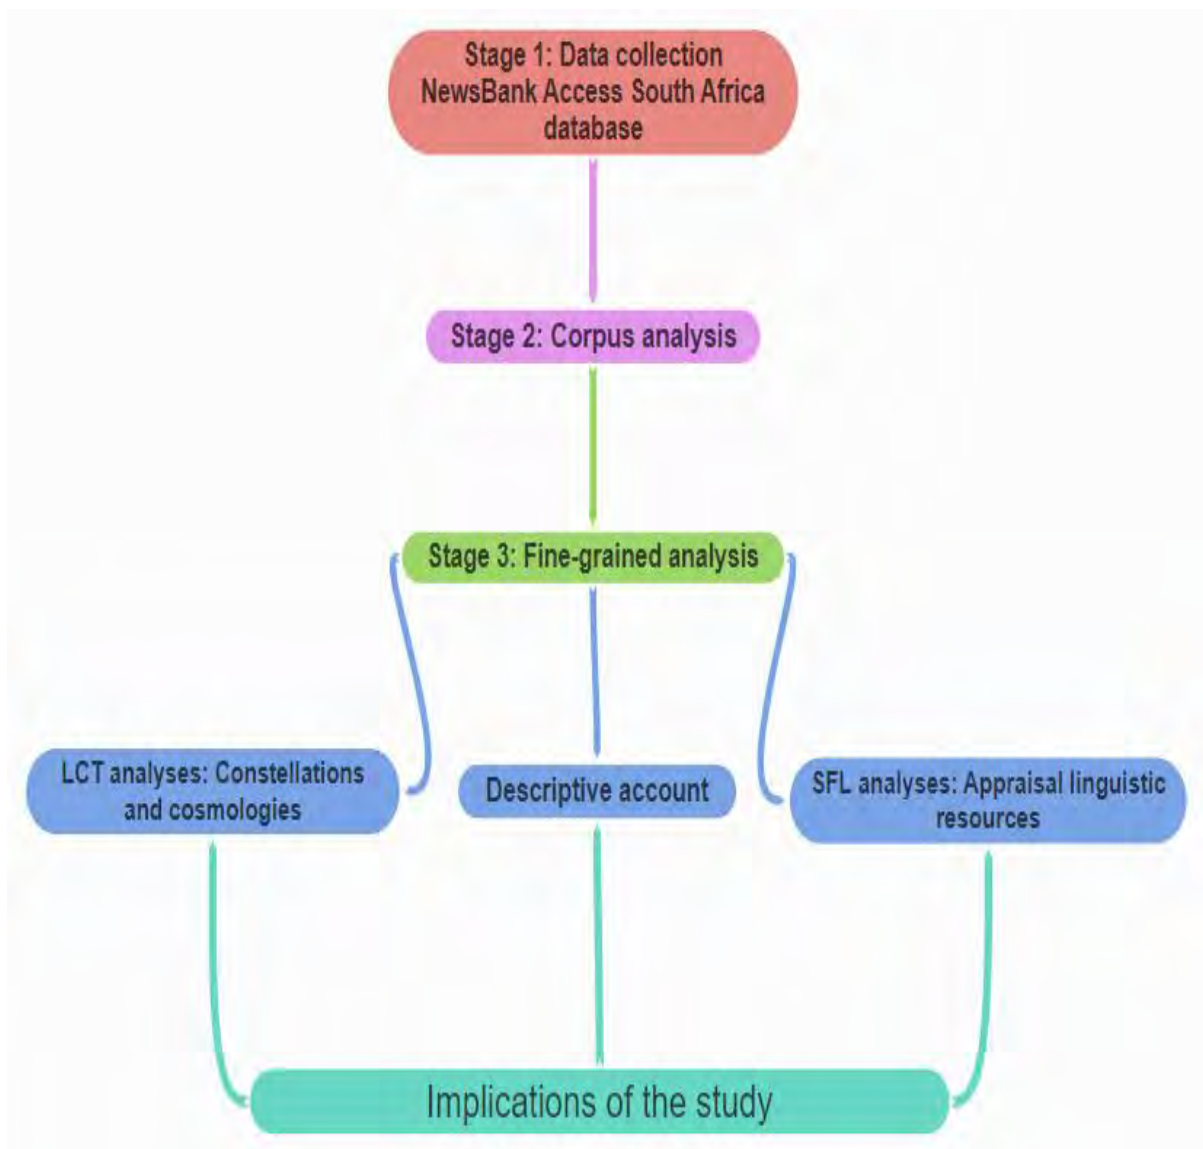 Stage 1: Data collection
NewsBank Access South Africa
database
Stage 2: Corpus analysis
Stage 3: Fine-grained analysis
LCT analyses: Constellations
and cosmologies
Descriptive account
SFL analyses: Appraisal linguistic
resources
Implications of the study